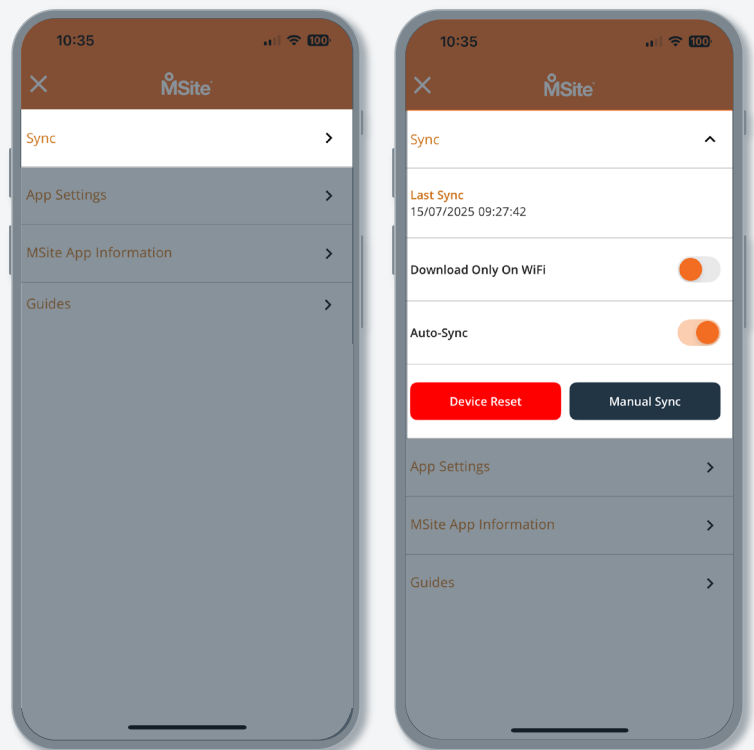 10:35
100
MSite
Sync
App Settings
MSite App Information
Guides
10:35
100
MSite
Sync
Last Sync
15/07/2025 09:27:42
Download Only On WiFi
Auto-Sync
Device Reset
Manual Sync
App Settings
MSite App Information
Guides